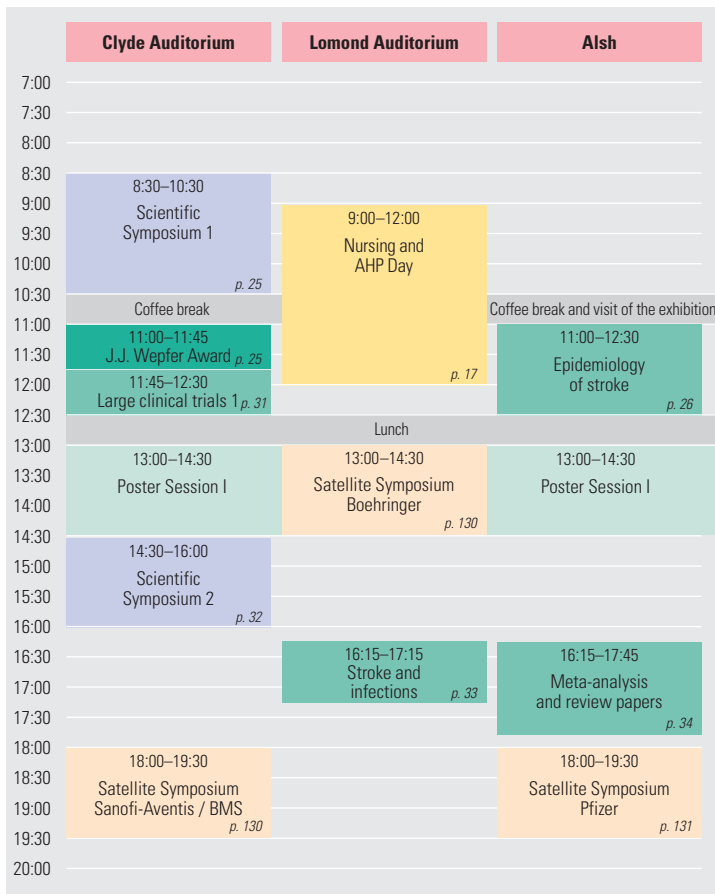 Clyde Auditorium
Lomond Auditorium
Alsh
7:00
7:30
8:00
8:30
9:00
9:30
10:00
10:30
11:00
11:30
12:00
12:30
13:00
13:30
14:00
14:30
15:00
15:30
16:00
16:30
17:00
17:30
18:00
18:30
19:00
19:30
20:00
8:30–10:30
Scientific
Symposium 1
p. 25
9:00–12:00
Nursing and
AHP Day
p. 17
Coffee break
Coffee break and visit of the exhibition
11:00–11:45
J.J. Wepfer Award p. 25
11:45–12:30
Large clinical trials 1 p. 31
11:00–12:30
Epidemiology
of stroke
p. 26
Lunch
13:00–14:30
Poster Session I
13:00–14:30
Satellite Symposium
Boehringer
p. 130
13:00–14:30
Poster Session I
14:30–16:00
Scientific
Symposium 2
p. 32
16:15–17:15
Stroke and
infections p. 33
16:15–17:45
Meta-analysis
and review papers
p. 34
18:00–19:30
Satellite Symposium
Sanofi-Aventis / BMS
p. 130
18:00–19:30
Satellite Symposium
Pfizer
p. 131